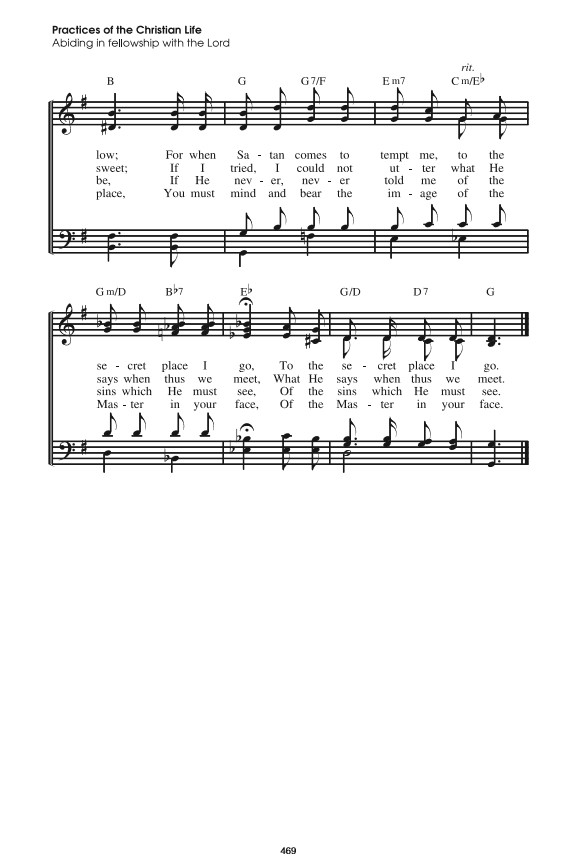 Practices of the Christian Life
Abiding in fellowship with the Lord
rit.
B G G7/F Em7 Cm/E♭
low; For when Sa - tan comes to tempt me, to the
sweet; If I tried, I could not ut - ter what He
be, If He nev - er, nev - er told me of the
place, You must mind and bear the im - age of the
Gm/D B♭7 E♭ G/D D7 G
se - cret place I go, To the se - cret place I go.
says when thus we meet, What He says when thus we meet.
sins which He must see, Of the sins which He must see.
Mas - ter in your face, Of the Mas - ter in your face.
469